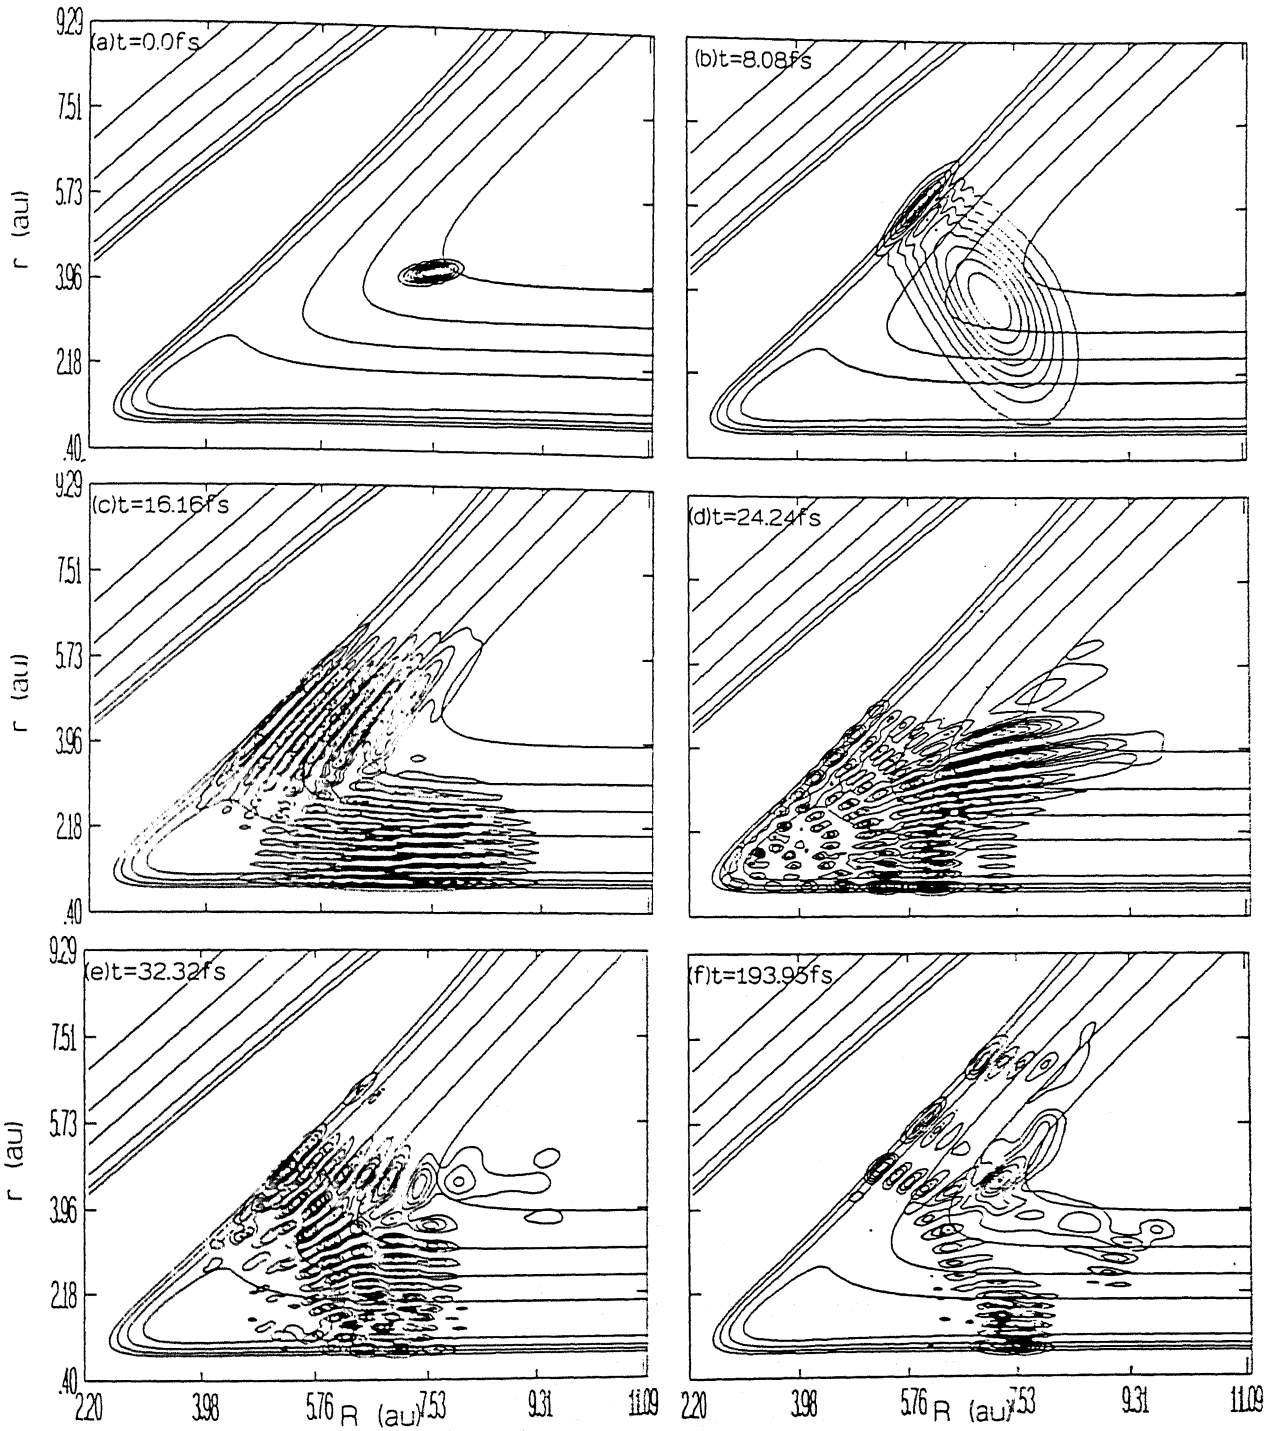 9.29
(a)t=0.0fs
(b)t=8.08fs
7.51
5.73
r (au)
3.96
2.18
.40
9.29
(c)t=16.16fs
(d)t=24.24fs
7.51
5.73
r (au)
3.96
2.18
.40
9.29
(e)t=32.32fs
(f)t=193.95fs
7.51
5.73
r (au)
3.96
2.18
.40
2.20 3.98 5.76 R (au) 7.53 9.31 11.09
2.20 3.98 5.76 R (au) 7.53 9.31 11.09